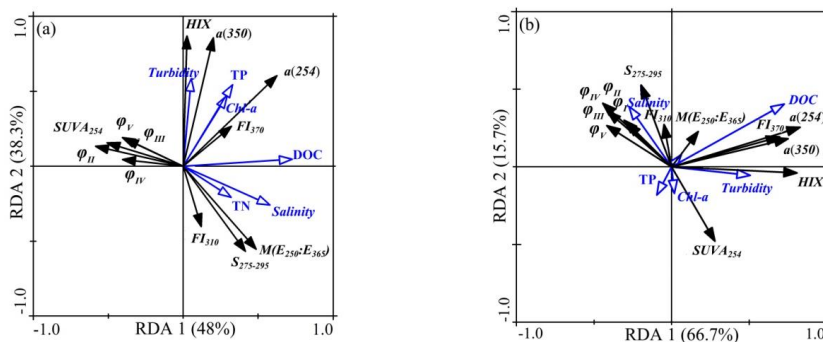 1.0
(a)
HIX
a(350)
Turbidity
TP
a(254)
Chl-a
SUVA254
φV
φIII
FI370
φII
φIV
DOC
TN
Salinity
FI310
M(E250:E365)
S275-295
RDA 2 (38.3%)
-1.0
-1.0
RDA 1 (48%)
1.0
1.0
(b)
S275-295
φIV
φII
Salinity
DOC
φIII
φI
FI310
M(E250:E365)
a(254)
φV
FI370
a(350)
TP
Chl-a
Turbidity
HIX
SUVA254
RDA 2 (15.7%)
-1.0
-1.0
RDA 1 (66.7%)
1.0